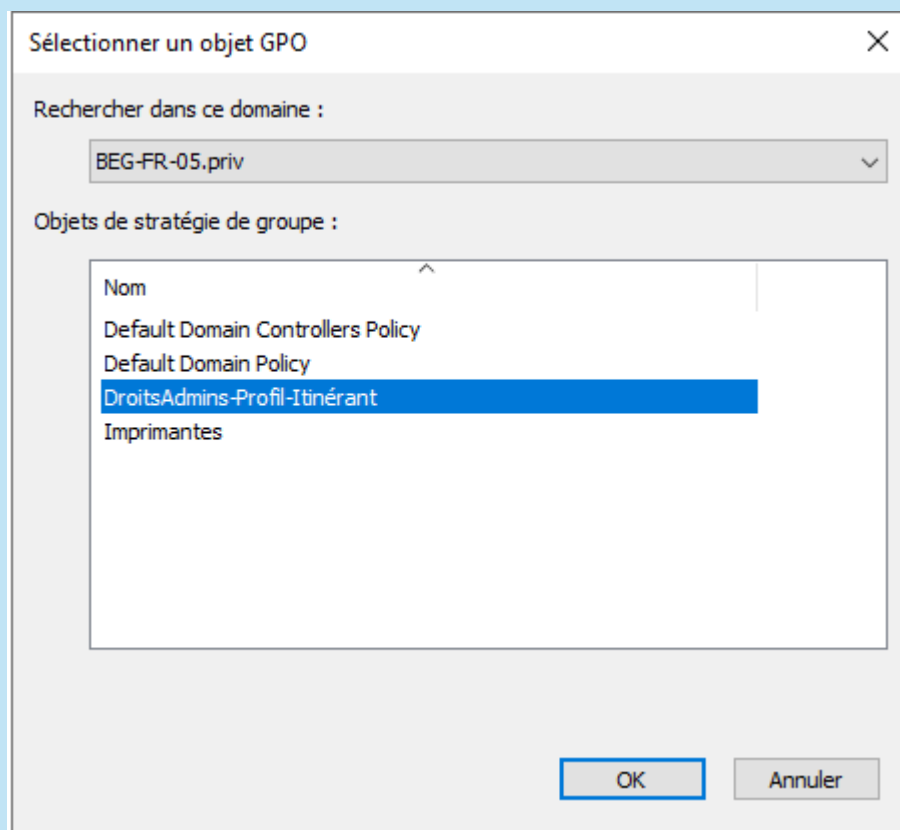 Sélectionner un objet GPO
Rechercher dans ce domaine :
BEG-FR-05.priv
Objets de stratégie de groupe :
Nom
Default Domain Controllers Policy
Default Domain Policy
DroitsAdmins-Profil-Itinérant
Imprimantes
OK
Annuler